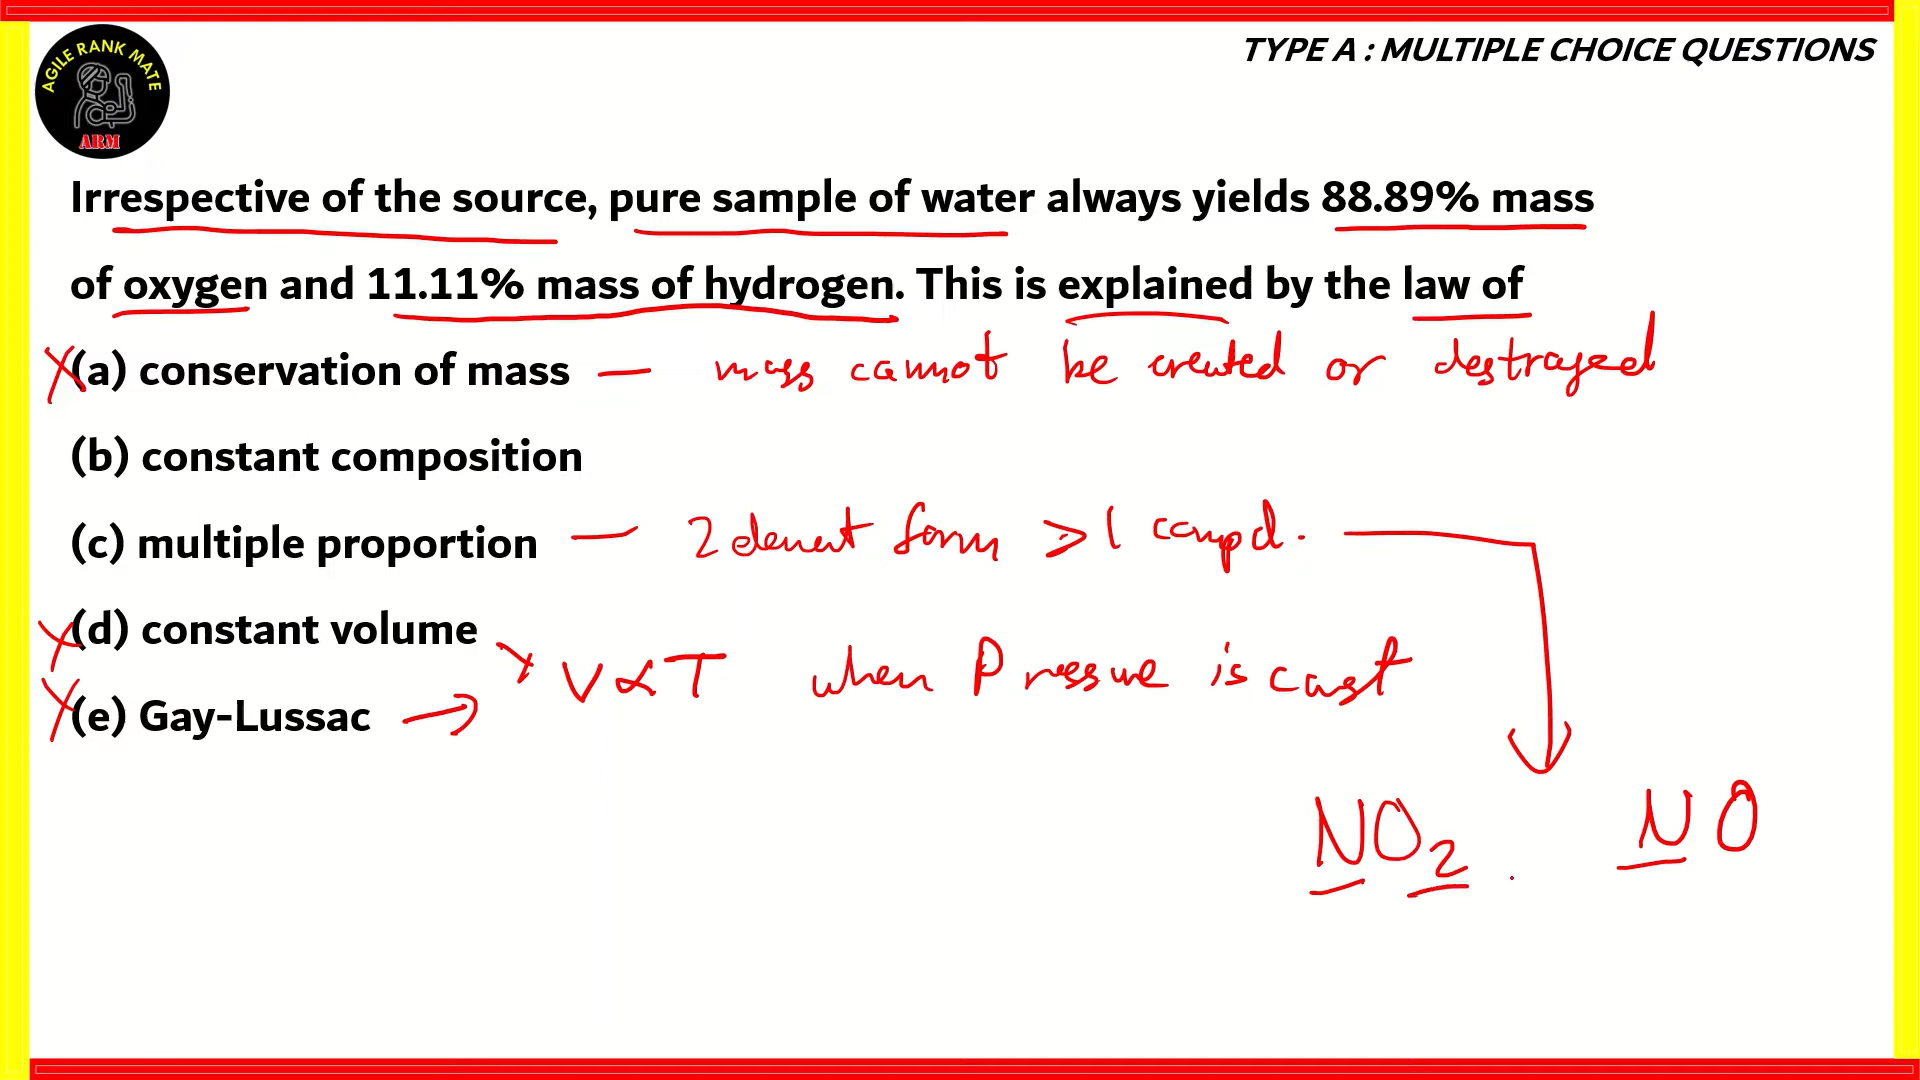 AGILE RANK MATE
ARM
TYPE A : MULTIPLE CHOICE QUESTIONS
Irrespective of the source, pure sample of water always yields 88.89% mass
of oxygen and 11.11% mass of hydrogen. This is explained by the law of
(a) conservation of mass — mass cannot be created or destroyed
(b) constant composition
(c) multiple proportion — 2 element form > 1 compd.
(d) constant volume
V ∝ T when Pressure is const
(e) Gay-Lussac →
NO₂ NO